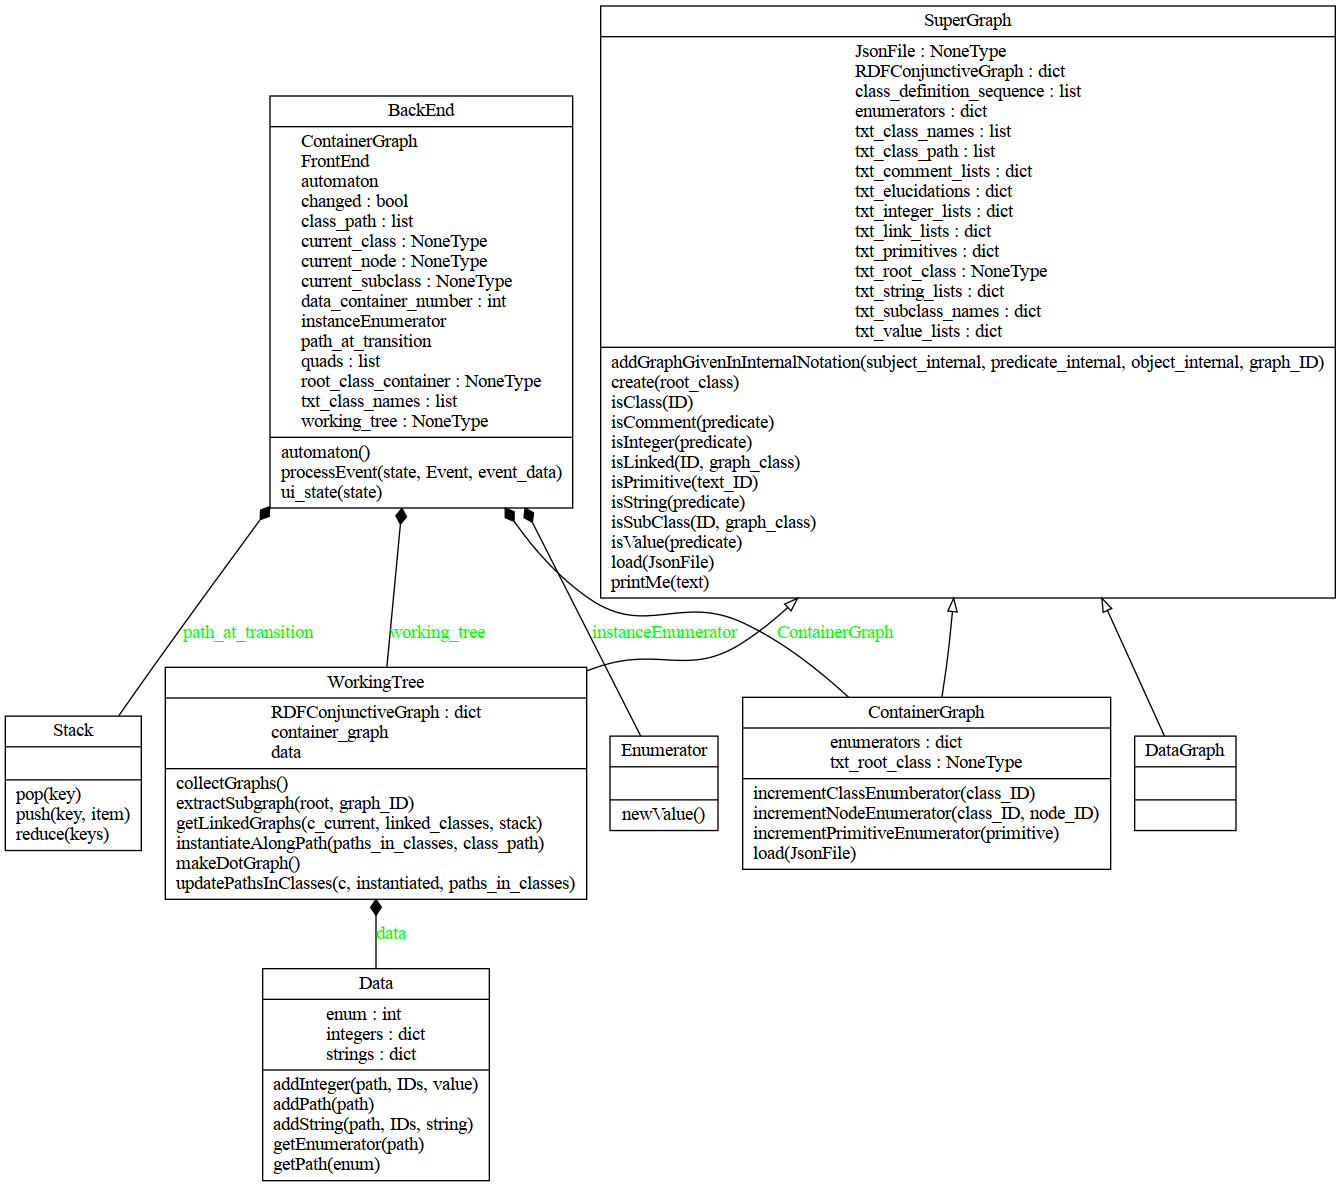 SuperGraph
JsonFile : NoneType
RDFConjunctiveGraph : dict
class_definition_sequence : list
enumerators : dict
txt_class_names : list
txt_class_path : list
txt_comment_lists : dict
txt_elucidations : dict
txt_integer_lists : dict
txt_link_lists : dict
txt_primitives : dict
txt_root_class : NoneType
txt_string_lists : dict
txt_subclass_names : dict
txt_value_lists : dict
addGraphGivenInInternalNotation(subject_internal, predicate_internal, object_internal, graph_ID)
create(root_class)
isClass(ID)
isComment(predicate)
isInteger(predicate)
isLinked(ID, graph_class)
isPrimitive(text_ID)
isString(predicate)
isSubClass(ID, graph_class)
isValue(predicate)
load(JsonFile)
printMe(text)
BackEnd
ContainerGraph
FrontEnd
automaton
changed : bool
class_path : list
current_class : NoneType
current_node : NoneType
current_subclass : NoneType
data_container_number : int
instanceEnumerator
path_at_transition
quads : list
root_class_container : NoneType
txt_class_names : list
working_tree : NoneType
automaton()
processEvent(state, Event, event_data)
ui_state(state)
path_at_transition
working_tree
instanceEnumerator
ContainerGraph
Stack
pop(key)
push(key, item)
reduce(keys)
WorkingTree
RDFConjunctiveGraph : dict
container_graph
data
collectGraphs()
extractSubgraph(root, graph_ID)
getLinkedGraphs(c_current, linked_classes, stack)
instantiateAlongPath(paths_in_classes, class_path)
makeDotGraph()
updatePathsInClasses(c, instantiated, paths_in_classes)
Enumerator
newValue()
ContainerGraph
enumerators : dict
txt_root_class : NoneType
incrementClassEnumberator(class_ID)
incrementNodeEnumerator(class_ID, node_ID)
incrementPrimitiveEnumerator(primitive)
load(JsonFile)
DataGraph
data
Data
enum : int
integers : dict
strings : dict
addInteger(path, IDs, value)
addPath(path)
addString(path, IDs, string)
getEnumerator(path)
getPath(enum)